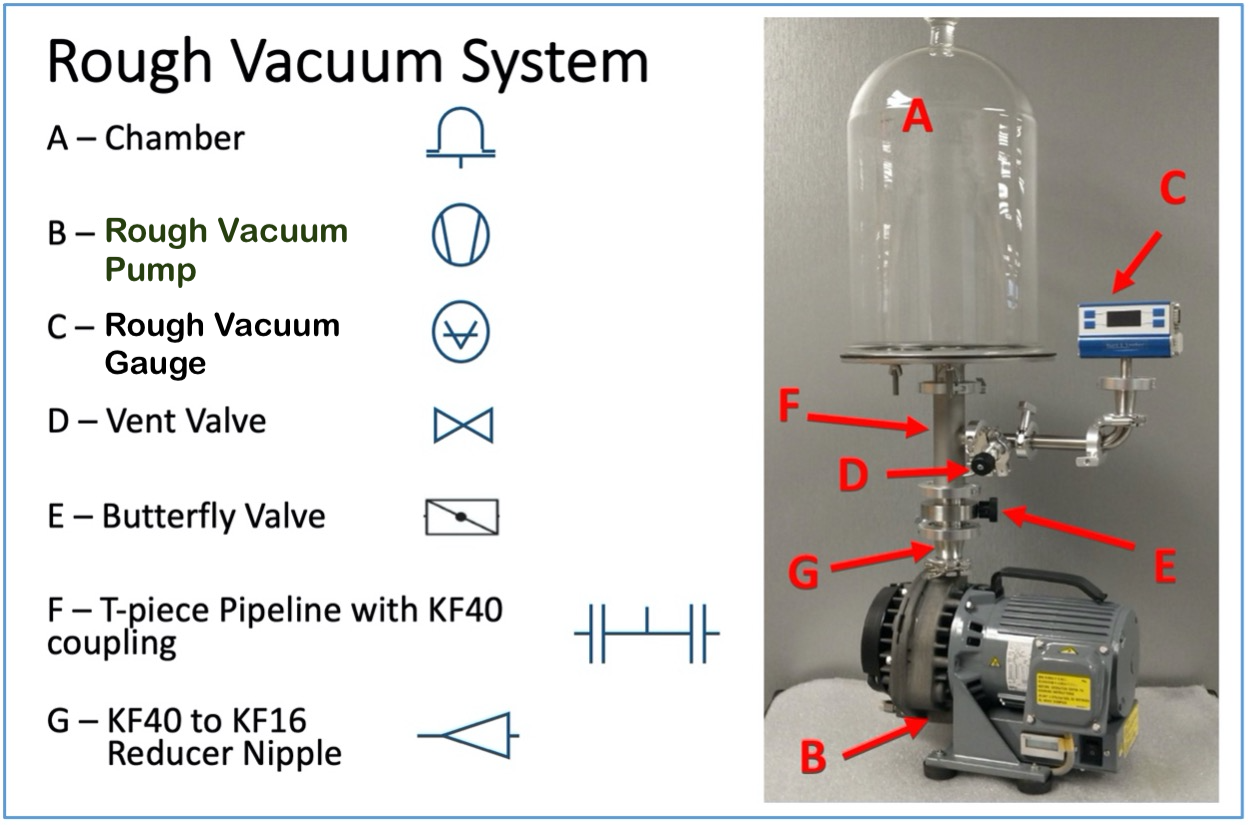 Rough Vacuum System
A – Chamber
B – Rough Vacuum
Pump
C – Rough Vacuum
Gauge
D – Vent Valve
E – Butterfly Valve
F – T-piece Pipeline with KF40
coupling
G – KF40 to KF16
Reducer Nipple
A
C
F
D
G
E
B